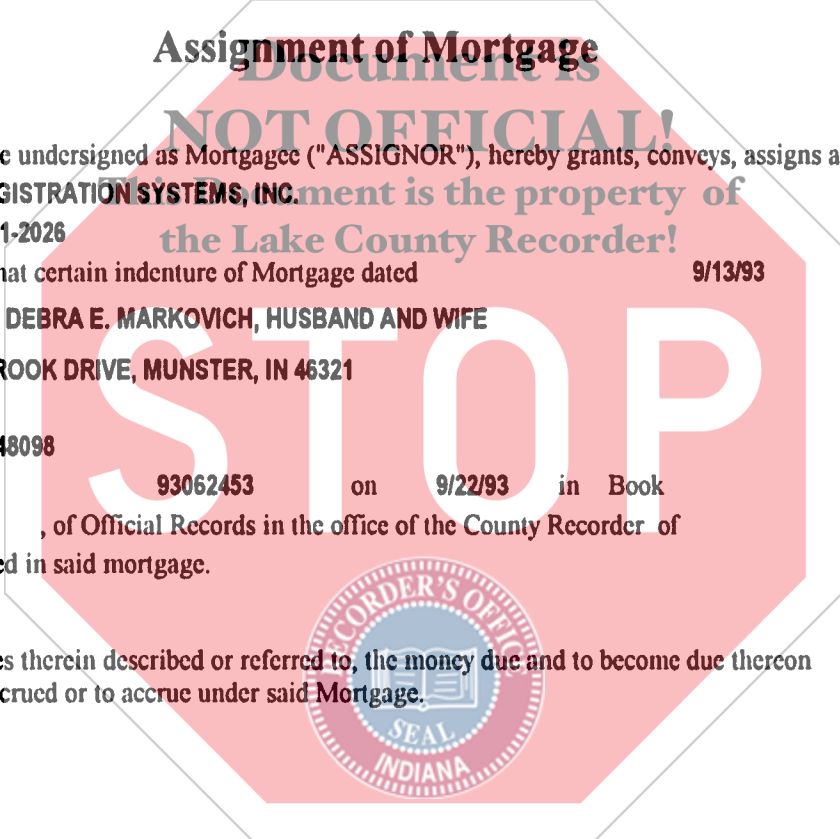 Assignment of Mortgage
Document is
NOT OFFICIAL!
e undersigned as Mortgagee ("ASSIGNOR"), hereby grants, conveys, assigns a
GISTRATION SYSTEMS, INC.
This Document is the property of
1-2026
the Lake County Recorder!
hat certain indenture of Mortgage dated 9/13/93
DEBRA E. MARKOVICH, HUSBAND AND WIFE
STOP
ROOK DRIVE, MUNSTER, IN 46321
48098
93062453 on 9/22/93 in Book
, of Official Records in the office of the County Recorder of
ed in said mortgage.
RECORDER'S OFFICE
es therein described or referred to, the money due and to become due thereon
crued or to accrue under said Mortgage.
SEAL
INDIANA